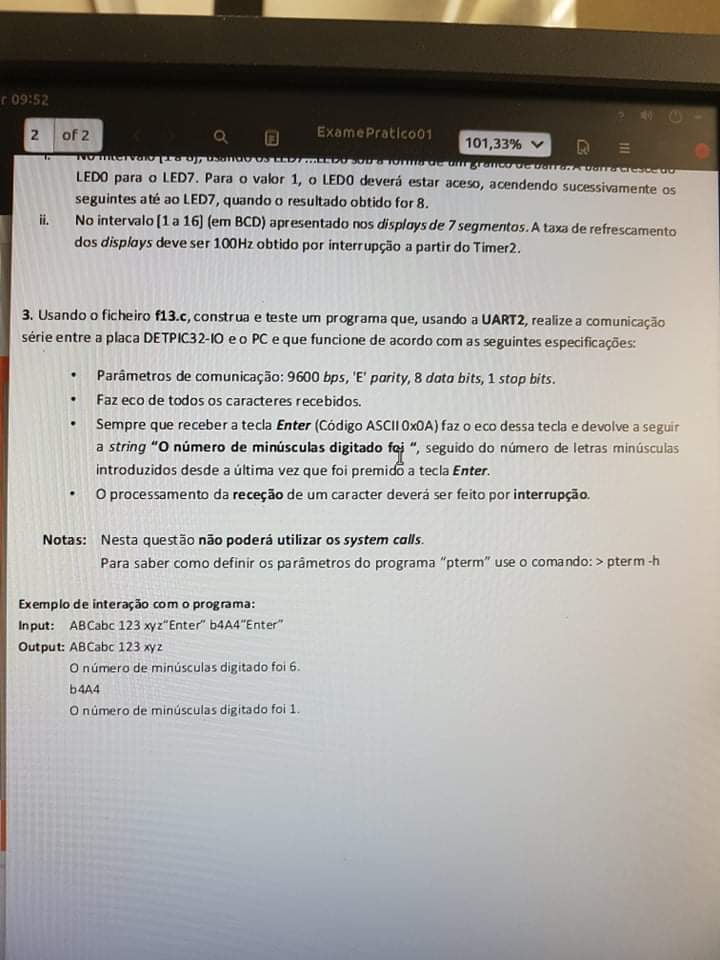 r 09:52
2 of 2
ExamePratico01
101,33%
i. No intervalo [1 a 8], usando os LED7...LED0 sob a forma de um gráfico de barra. A barra cresce do
LED0 para o LED7. Para o valor 1, o LED0 deverá estar aceso, acendendo sucessivamente os
seguintes até ao LED7, quando o resultado obtido for 8.
ii. No intervalo [1 a 16] (em BCD) apresentado nos displays de 7 segmentos. A taxa de refrescamento
dos displays deve ser 100Hz obtido por interrupção a partir do Timer2.
3. Usando o ficheiro f13.c, construa e teste um programa que, usando a UART2, realize a comunicação
série entre a placa DETPIC32-IO e o PC e que funcione de acordo com as seguintes especificações:
• Parâmetros de comunicação: 9600 bps, 'E' parity, 8 data bits, 1 stop bits.
• Faz eco de todos os caracteres recebidos.
• Sempre que receber a tecla Enter (Código ASCII 0x0A) faz o eco dessa tecla e devolve a seguir
a string “O número de minúsculas digitado foi “, seguido do número de letras minúsculas
introduzidos desde a última vez que foi premido a tecla Enter.
• O processamento da receção de um caracter deverá ser feito por interrupção.
Notas: Nesta questão não poderá utilizar os system calls.
Para saber como definir os parâmetros do programa “pterm” use o comando: > pterm -h
Exemplo de interação com o programa:
Input: ABCabc 123 xyz“Enter” b4A4“Enter”
Output: ABCabc 123 xyz
O número de minúsculas digitado foi 6.
b4A4
O número de minúsculas digitado foi 1.